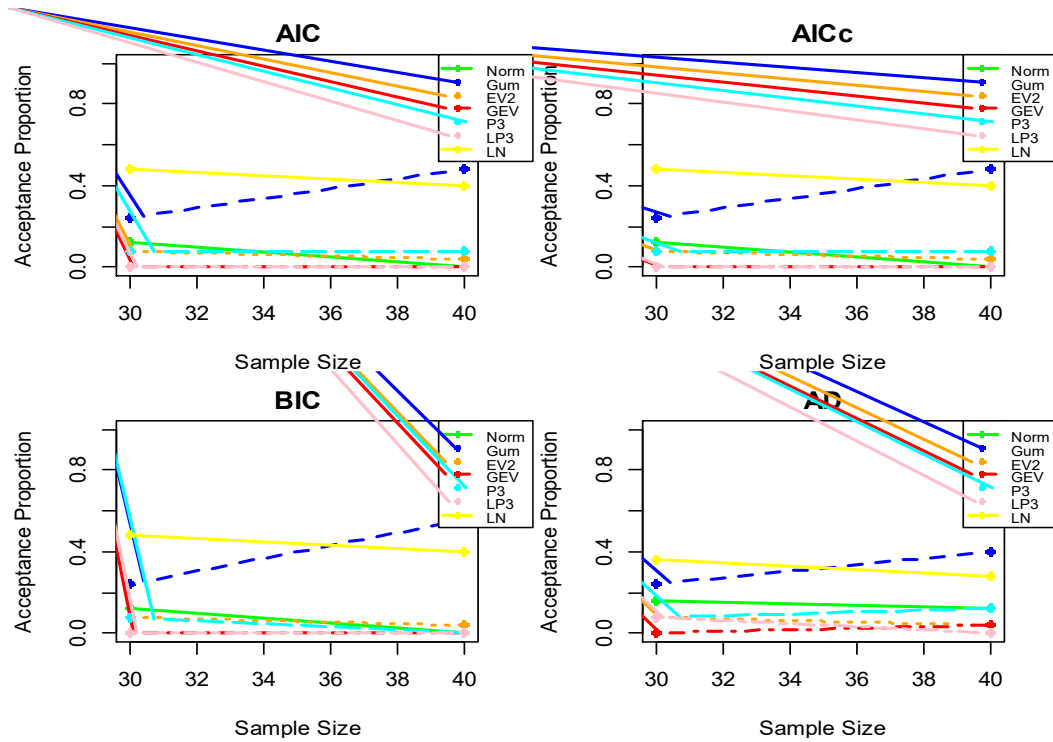 AIC
Acceptance Proportion
0.0 0.4 0.8
Norm
Gum
EV2
GEV
P3
LP3
LN
30 32 34 36 38 40
Sample Size
AICc
Acceptance Proportion
0.0 0.4 0.8
Norm
Gum
EV2
GEV
P3
LP3
LN
30 32 34 36 38 40
Sample Size
BIC
Acceptance Proportion
0.0 0.4 0.8
Norm
Gum
EV2
GEV
P3
LP3
LN
30 32 34 36 38 40
Sample Size
AD
Acceptance Proportion
0.0 0.4 0.8
Norm
Gum
EV2
GEV
P3
LP3
LN
30 32 34 36 38 40
Sample Size